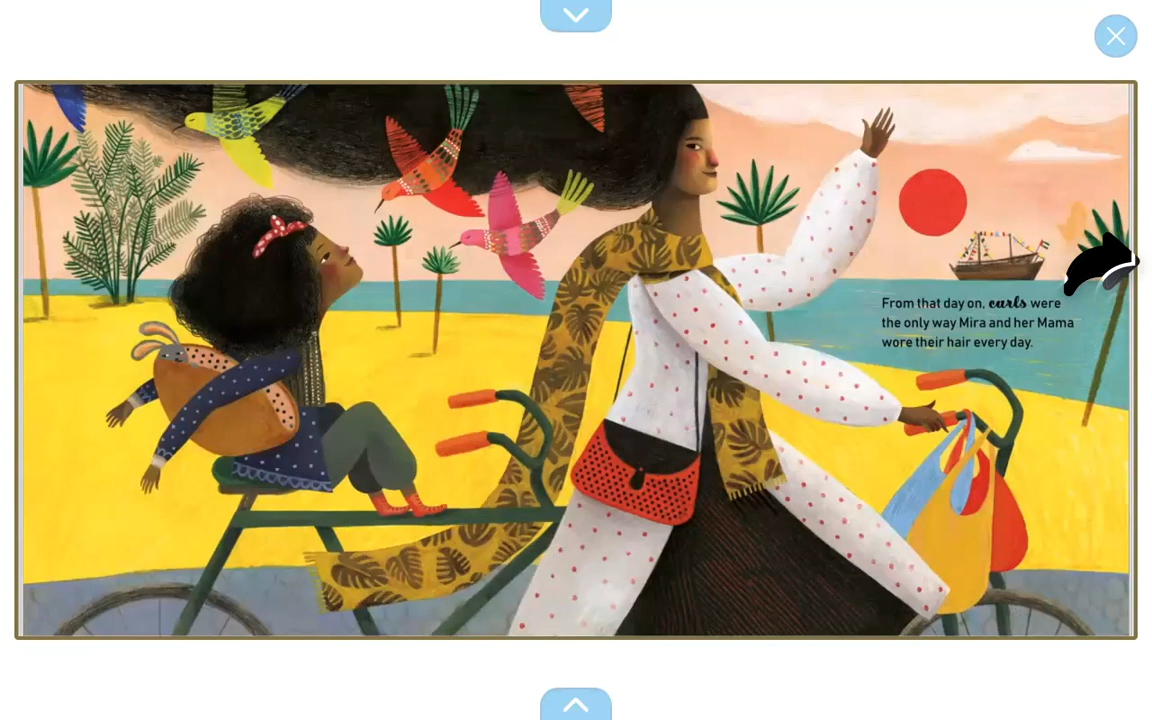 From that day on, curls were
the only way Mira and her Mama
wore their hair every day.